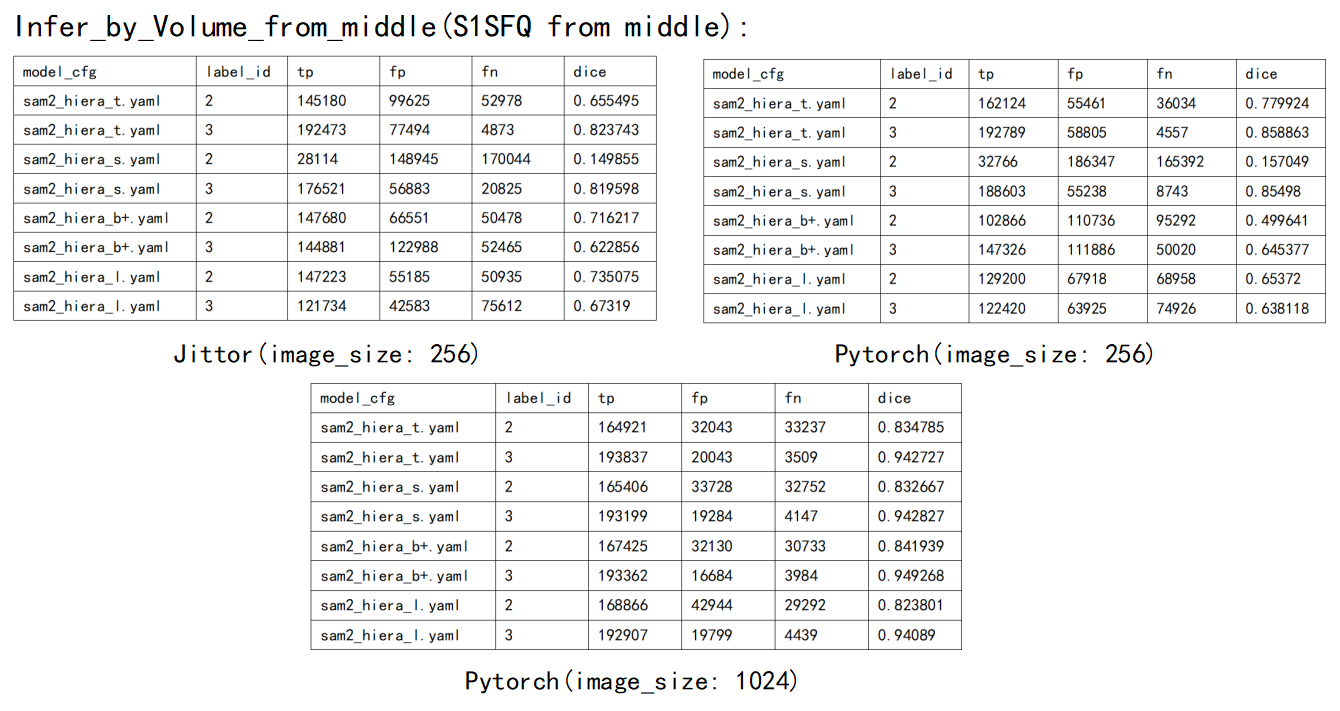 Infer_by_Volume_from_middle(S1SFQ from middle):
model_cfg label_id tp fp fn dice
sam2_hiera_t.yaml 2 145180 99625 52978 0.655495
sam2_hiera_t.yaml 3 192473 77494 4873 0.823743
sam2_hiera_s.yaml 2 28114 148945 170044 0.149855
sam2_hiera_s.yaml 3 176521 56883 20825 0.819598
sam2_hiera_b+.yaml 2 147680 66551 50478 0.716217
sam2_hiera_b+.yaml 3 144881 122988 52465 0.622856
sam2_hiera_l.yaml 2 147223 55185 50935 0.735075
sam2_hiera_l.yaml 3 121734 42583 75612 0.67319
Jittor(image_size: 256)
model_cfg label_id tp fp fn dice
sam2_hiera_t.yaml 2 162124 55461 36034 0.779924
sam2_hiera_t.yaml 3 192789 58805 4557 0.858863
sam2_hiera_s.yaml 2 32766 186347 165392 0.157049
sam2_hiera_s.yaml 3 188603 55238 8743 0.85498
sam2_hiera_b+.yaml 2 102866 110736 95292 0.499641
sam2_hiera_b+.yaml 3 147326 111886 50020 0.645377
sam2_hiera_l.yaml 2 129200 67918 68958 0.65372
sam2_hiera_l.yaml 3 122420 63925 74926 0.638118
Pytorch(image_size: 256)
model_cfg label_id tp fp fn dice
sam2_hiera_t.yaml 2 164921 32043 33237 0.834785
sam2_hiera_t.yaml 3 193837 20043 3509 0.942727
sam2_hiera_s.yaml 2 165406 33728 32752 0.832667
sam2_hiera_s.yaml 3 193199 19284 4147 0.942827
sam2_hiera_b+.yaml 2 167425 32130 30733 0.841939
sam2_hiera_b+.yaml 3 193362 16684 3984 0.949268
sam2_hiera_l.yaml 2 168866 42944 29292 0.823801
sam2_hiera_l.yaml 3 192907 19799 4439 0.94089
Pytorch(image_size: 1024)